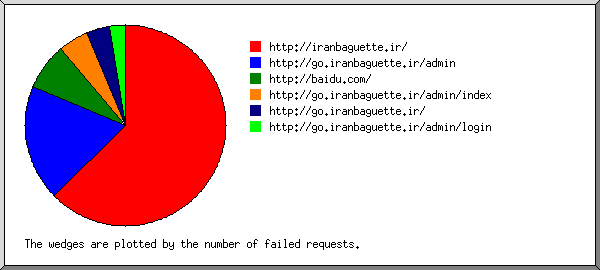 http://iranbaguette.ir/
http://go.iranbaguette.ir/admin
http://baidu.com/
http://go.iranbaguette.ir/admin/index
http://go.iranbaguette.ir/
http://go.iranbaguette.ir/admin/login
The wedges are plotted by the number of failed requests.